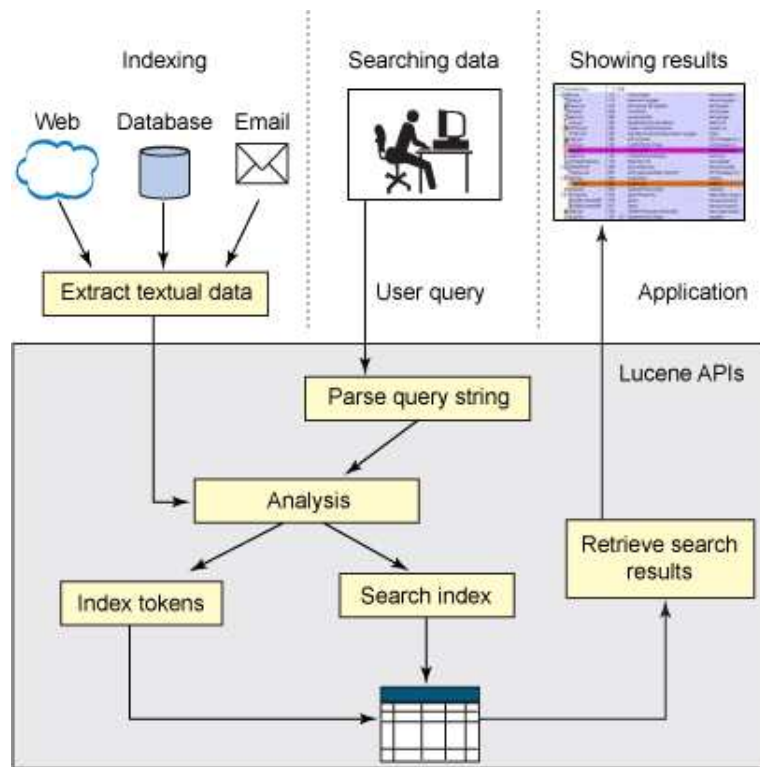 Indexing
Searching data
Showing results
Web
Database
Email
Extract textual data
User query
Application
Lucene APIs
Parse query string
Analysis
Retrieve search
results
Index tokens
Search index